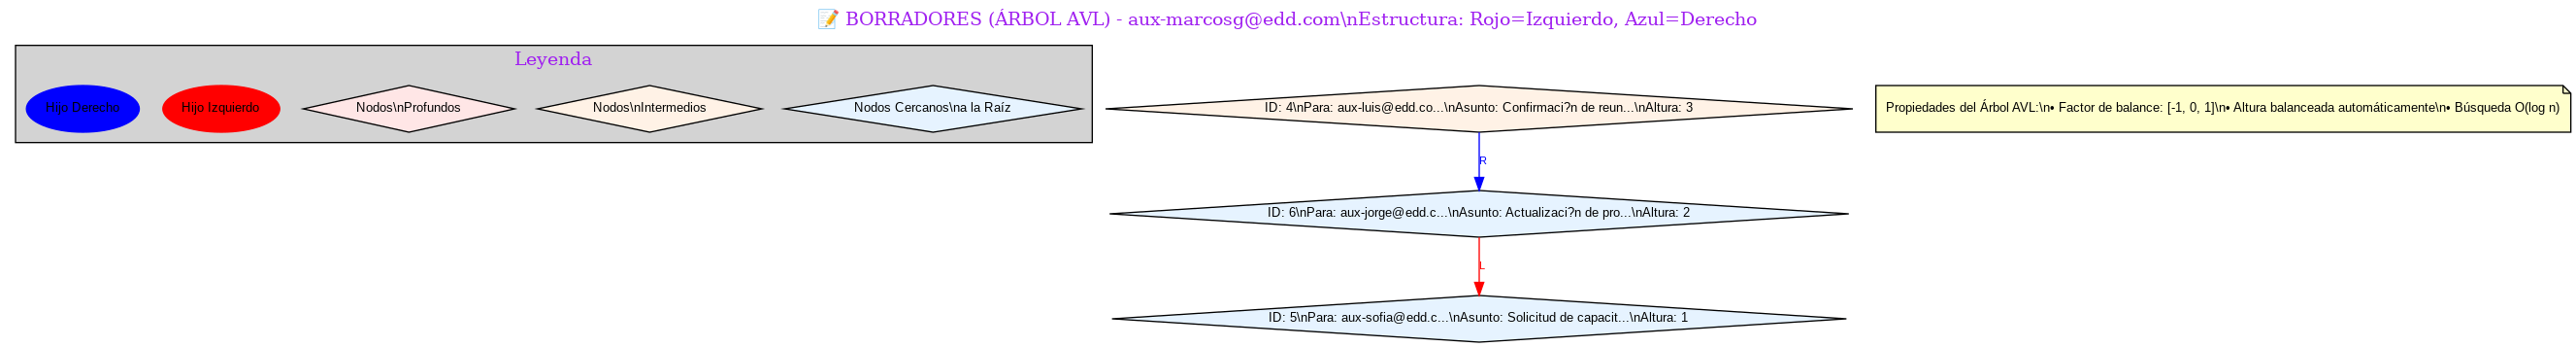 📝 BORRADORES (ÁRBOL AVL) - aux-marcosg@edd.com\nEstructura: Rojo=Izquierdo, Azul=Derecho
Leyenda
Hijo Derecho
Hijo Izquierdo
Nodos\nProfundos
Nodos\nIntermedios
Nodos Cercanos\na la Raíz
ID: 4\nPara: aux-luis@edd.co...\nAsunto: Confirmaci?n de reun...\nAltura: 3
Propiedades del Árbol AVL:\n• Factor de balance: [-1, 0, 1]\n• Altura balanceada automáticamente\n• Búsqueda O(log n)
R
ID: 6\nPara: aux-jorge@edd.c...\nAsunto: Actualizaci?n de pro...\nAltura: 2
L
ID: 5\nPara: aux-sofia@edd.c...\nAsunto: Solicitud de capacit...\nAltura: 1